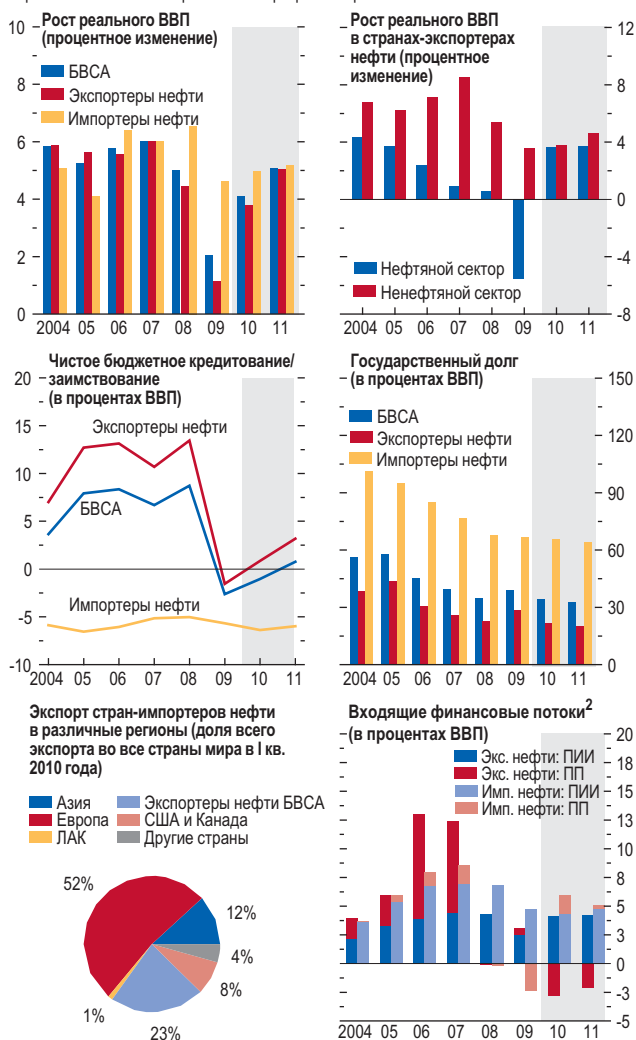 Рост реального ВВП
(процентное изменение)
10
8
6
4
2
0
БВСА
Экспортеры нефти
Импортеры нефти
2004 05 06 07 08 09 10 11
Рост реального ВВП
в странах-экспортерах
нефти (процентное
изменение)
12
8
4
0
-4
-8
Нефтяной сектор
Ненефтяной сектор
2004 05 06 07 08 09 10 11
Чистое бюджетное кредитование/
заимствование
(в процентах ВВП)
20
15
10
5
0
-5
-10
Экспортеры нефти
БВСА
Импортеры нефти
2004 05 06 07 08 09 10 11
Государственный долг
(в процентах ВВП)
150
120
90
60
30
0
БВСА
Экспортеры нефти
Импортеры нефти
2004 05 06 07 08 09 10 11
Экспорт стран-импортеров нефти
в различные регионы (доля всего
экспорта во все страны мира в I кв.
2010 года)
Азия
Европа
ЛАК
Экспортеры нефти БВСА
США и Канада
Другие страны
52%
12%
4%
8%
23%
1%
Входящие финансовые потоки2
(в процентах ВВП)
Экс. нефти: ПИИ
Экс. нефти: ПП
Имп. нефти: ПИИ
Имп. нефти: ПП
20
18
15
13
10
8
5
3
0
-3
-5
2004 05 06 07 08 09 10 11